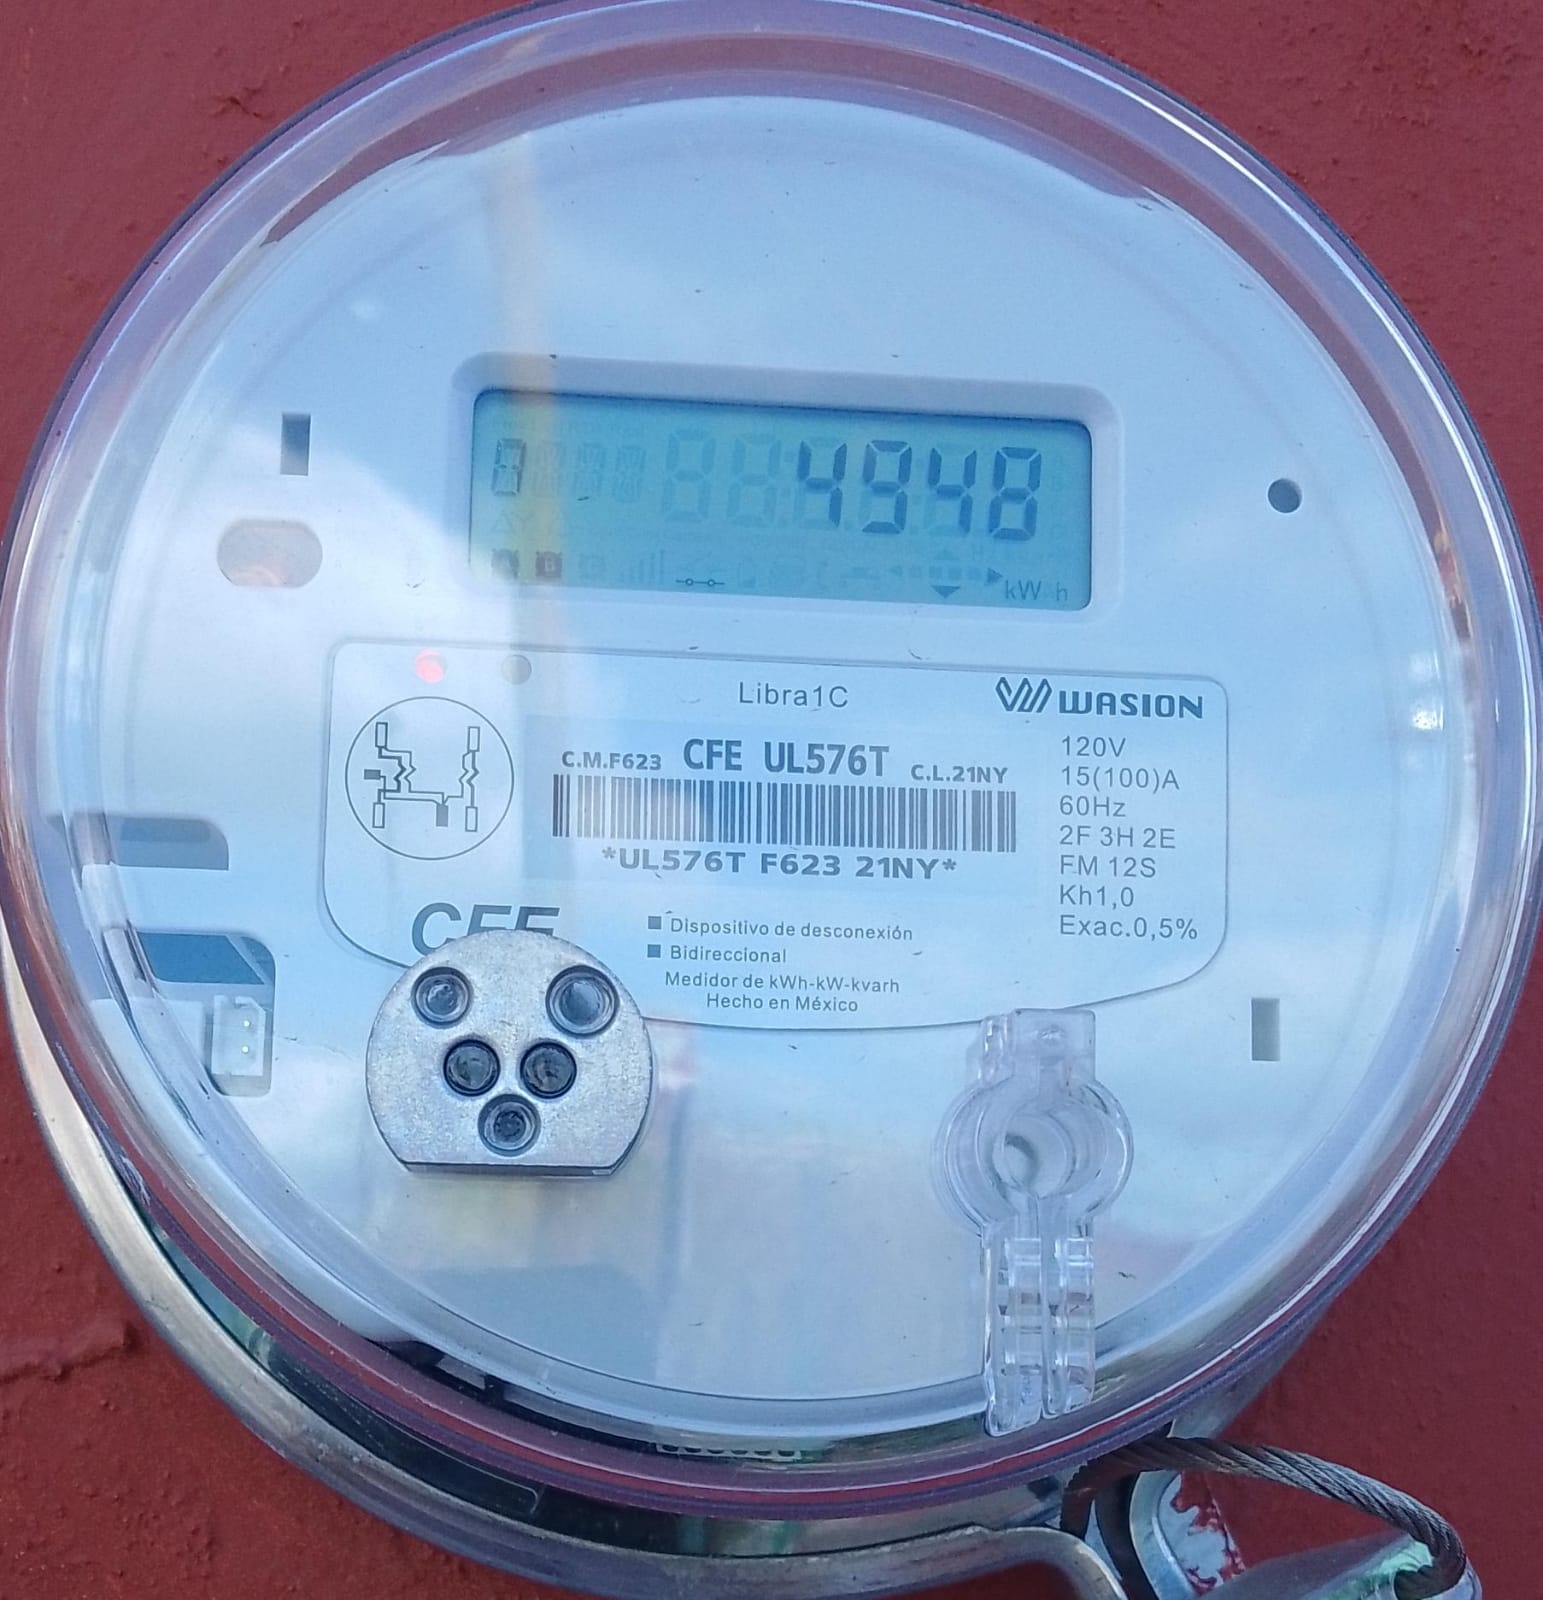 4948
kW h
Libra1C
WASION
C.M.F623 CFE UL576T C.L.21NY
*UL576T F623 21NY*
120V
15(100)A
60Hz
2F 3H 2E
FM 12S
Kh1,0
Exac.0,5%
CFE
Dispositivo de desconexión
Bidireccional
Medidor de kWh-kW-kvarh
Hecho en México